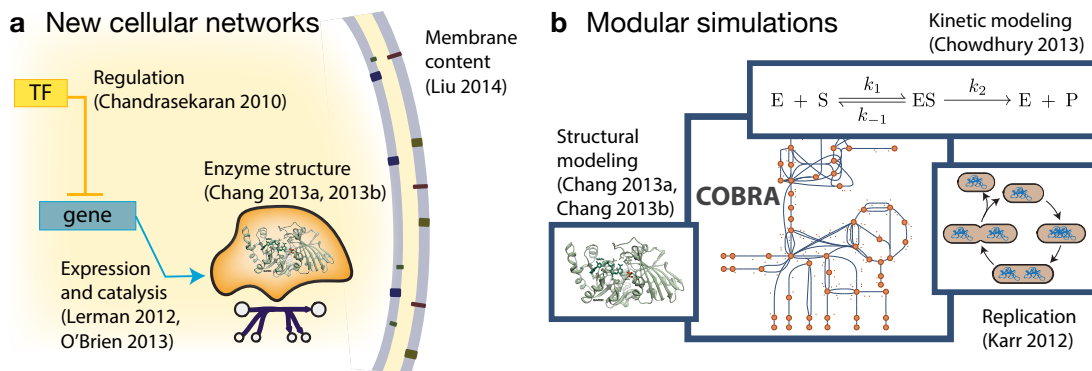 a New cellular networks
TF
Regulation
(Chandrasekaran 2010)
gene
Enzyme structure
(Chang 2013a, 2013b)
Expression
and catalysis
(Lerman 2012,
O'Brien 2013)
Membrane
content
(Liu 2014)
b Modular simulations
Kinetic modeling
(Chowdhury 2013)
E + S k₁ k₋₁ ES k₂ E + P
Structural
modeling
(Chang 2013a,
Chang 2013b)
COBRA
Replication
(Karr 2012)